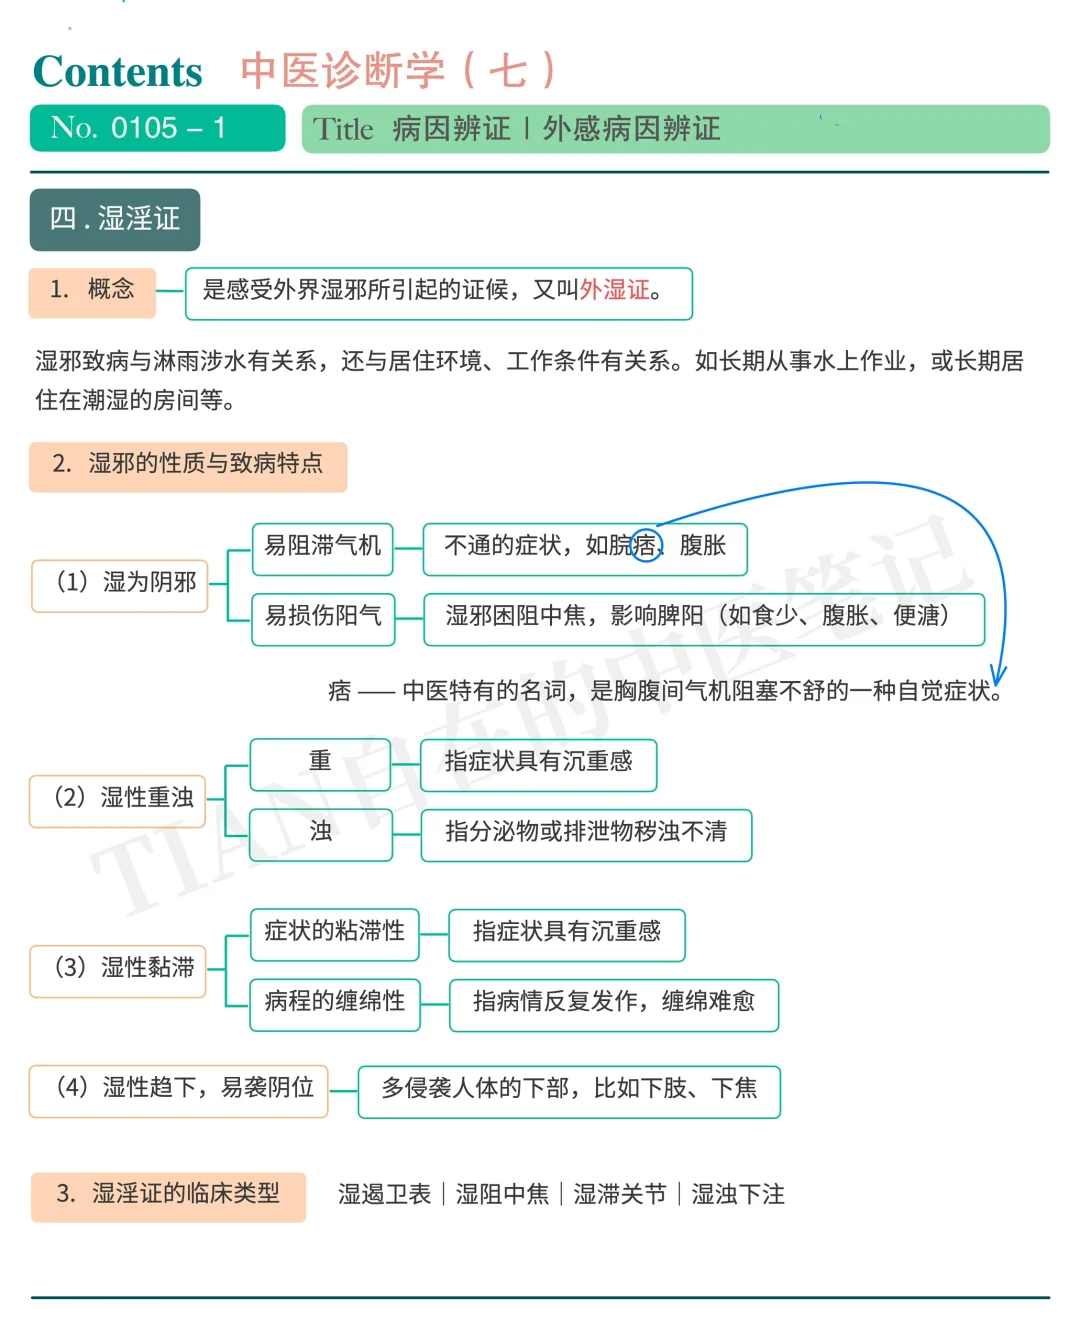 Contents 中医诊断学（七）
No. 0105 – 1
Title 病因辨证丨外感病因辨证
四 . 湿淫证
1. 概念
是感受外界湿邪所引起的证候，又叫外湿证。
湿邪致病与淋雨涉水有关系，还与居住环境、工作条件有关系。如长期从事水上作业，或长期居
住在潮湿的房间等。
2. 湿邪的性质与致病特点
（1）湿为阴邪
易阻滞气机
不通的症状，如脘痞、腹胀
易损伤阳气
湿邪困阻中焦，影响脾阳（如食少、腹胀、便溏）
痞 —— 中医特有的名词，是胸腹间气机阻塞不舒的一种自觉症状。
（2）湿性重浊
重
指症状具有沉重感
浊
指分泌物或排泄物秽浊不清
（3）湿性黏滞
症状的粘滞性
指症状具有沉重感
病程的缠绵性
指病情反复发作，缠绵难愈
（4）湿性趋下，易袭阴位
多侵袭人体的下部，比如下肢、下焦
3. 湿淫证的临床类型
湿遏卫表｜湿阻中焦｜湿滞关节｜湿浊下注
TIAN自在的中医笔记